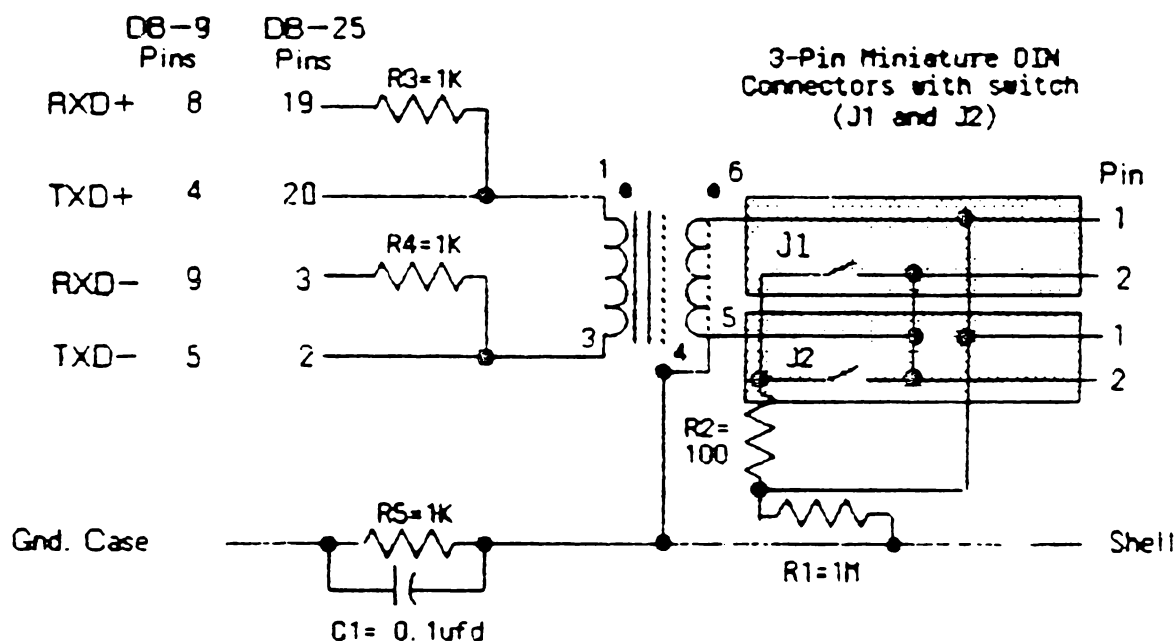 DB-9 Pins
DB-25 Pins
3-Pin Miniature DIN
Connectors with switch
(J1 and J2)
RXD+ 8 19
R3=1K
TXD+ 4 20
1
6
Pin
1
J1
R4=1K
RXD- 9 3
2
3
5
1
TXD- 5 2
4
J2
2
R2=
100
R5=1K
Gnd. Case
Shell
R1=1M
C1= 0.1ufd